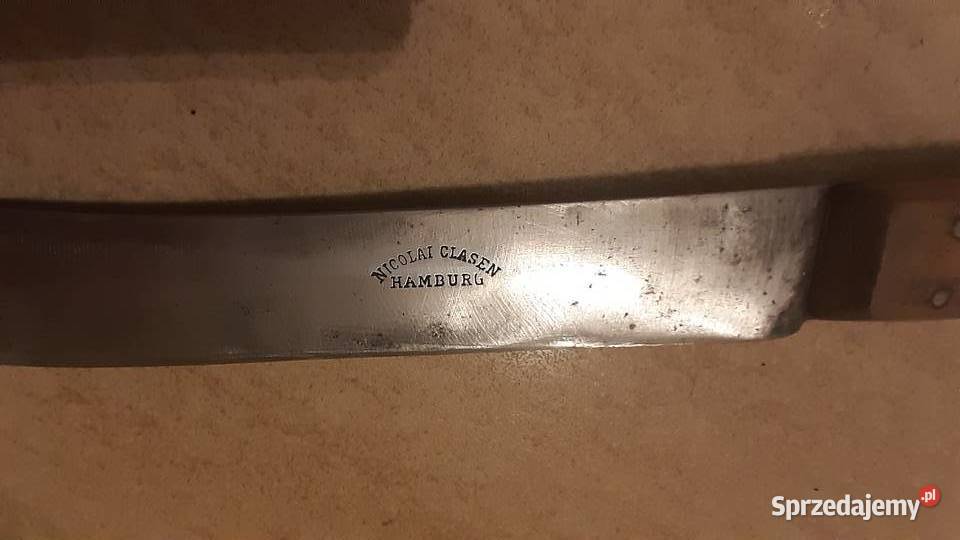 NICOLAI CLASEN
HAMBURG
Sprzedajemy.pl